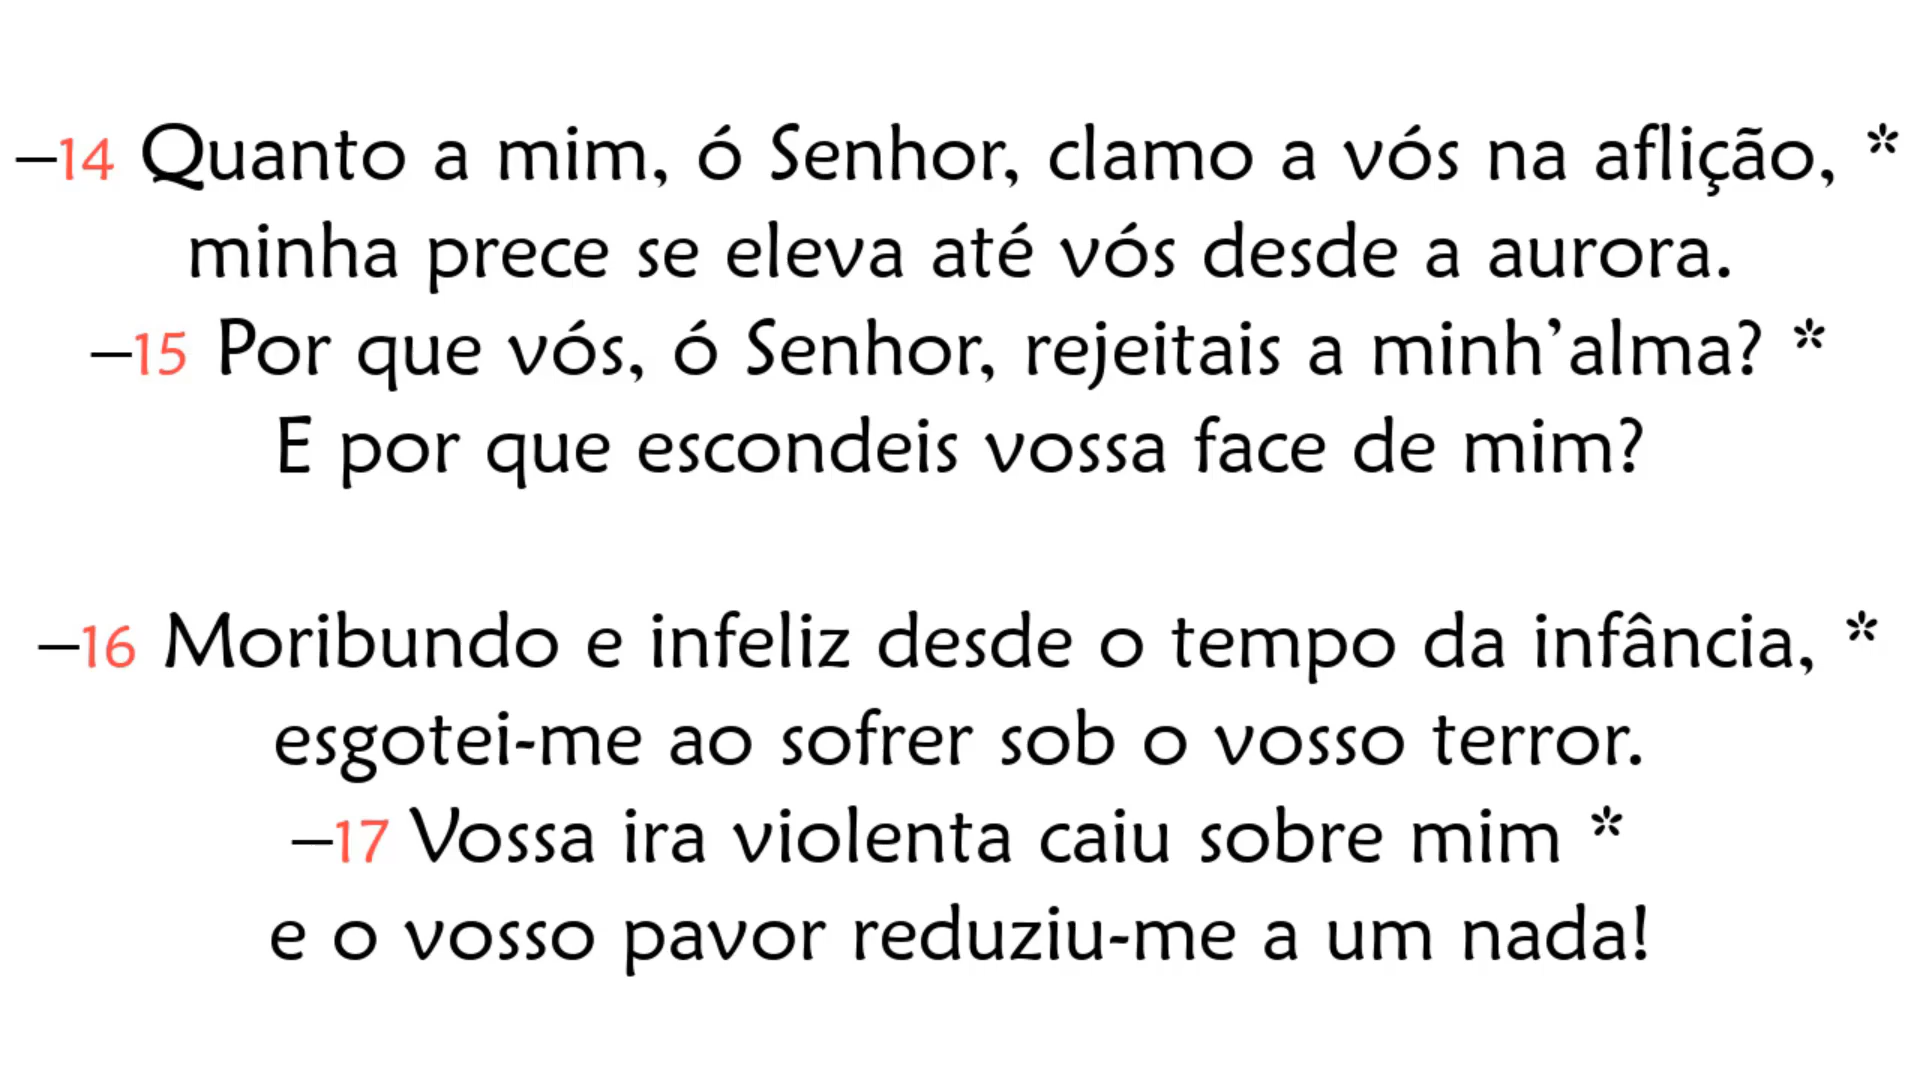 –14 Quanto a mim, ó Senhor, clamo a vós na aflição, *
minha prece se eleva até vós desde a aurora.
–15 Por que vós, ó Senhor, rejeitais a minh’alma? *
E por que escondeis vossa face de mim?
–16 Moribundo e infeliz desde o tempo da infância, *
esgotei-me ao sofrer sob o vosso terror.
–17 Vossa ira violenta caiu sobre mim *
e o vosso pavor reduziu-me a um nada!